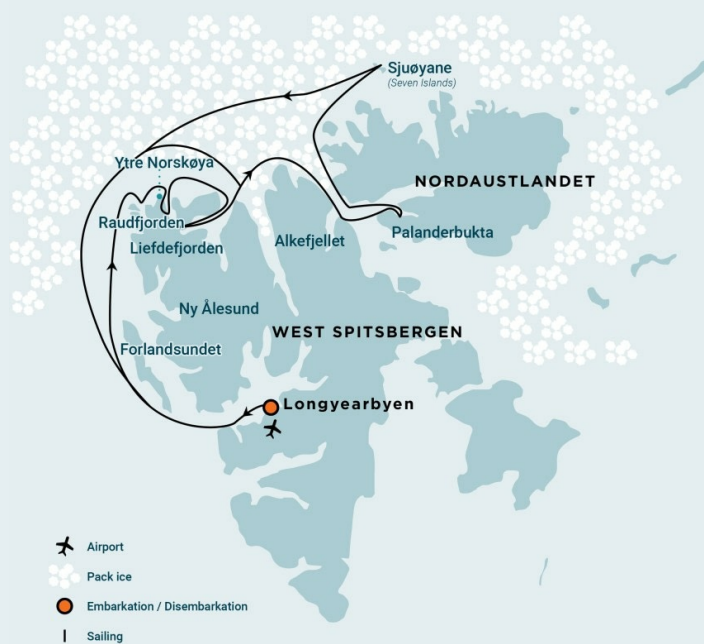 Sjuøyane
(Seven Islands)
Ytre Norskøya
NORDAUSTLANDET
Raudfjorden
Palanderbukta
Alkefjellet
Liefdefjorden
Ny Ålesund
WEST SPITSBERGEN
Forlandsundet
Longyearbyen
Airport
Pack ice
Embarkation / Disembarkation
Sailing